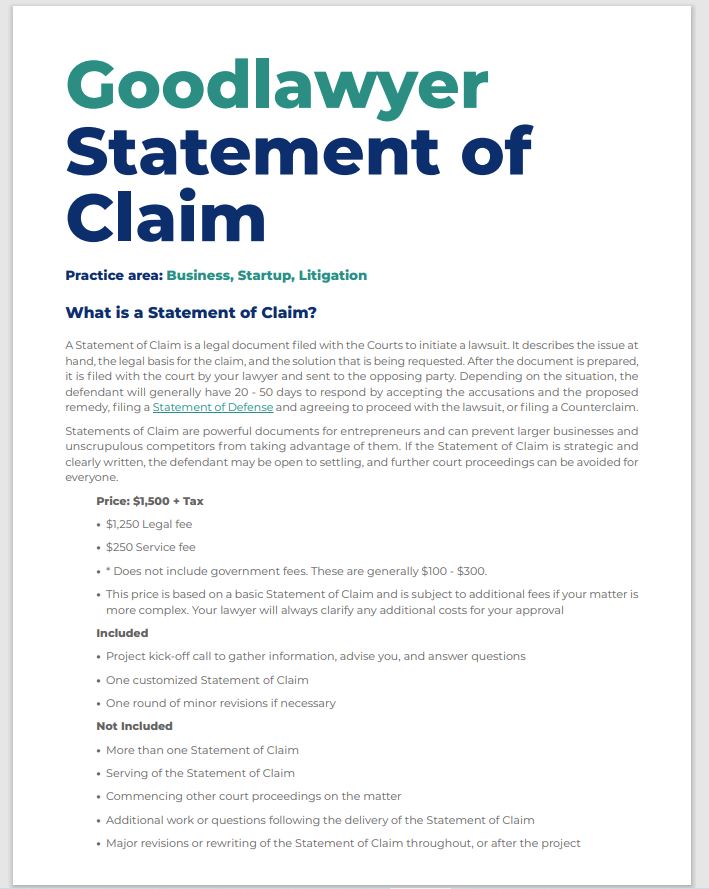 Goodlawyer
Statement of
Claim
Practice area: Business, Startup, Litigation
What is a Statement of Claim?
A Statement of Claim is a legal document filed with the Courts to initiate a lawsuit. It describes the issue at
hand, the legal basis for the claim, and the solution that is being requested. After the document is prepared,
it is filed with the court by your lawyer and sent to the opposing party. Depending on the situation, the
defendant will generally have 20 - 50 days to respond by accepting the accusations and the proposed
remedy, filing a Statement of Defense and agreeing to proceed with the lawsuit, or filing a Counterclaim.
Statements of Claim are powerful documents for entrepreneurs and can prevent larger businesses and
unscrupulous competitors from taking advantage of them. If the Statement of Claim is strategic and
clearly written, the defendant may be open to settling, and further court proceedings can be avoided for
everyone.
Price: $1,500 + Tax
• $1,250 Legal fee
• $250 Service fee
• * Does not include government fees. These are generally $100 - $300.
• This price is based on a basic Statement of Claim and is subject to additional fees if your matter is
more complex. Your lawyer will always clarify any additional costs for your approval
Included
• Project kick-off call to gather information, advise you, and answer questions
• One customized Statement of Claim
• One round of minor revisions if necessary
Not Included
• More than one Statement of Claim
• Serving of the Statement of Claim
• Commencing other court proceedings on the matter
• Additional work or questions following the delivery of the Statement of Claim
• Major revisions or rewriting of the Statement of Claim throughout, or after the project